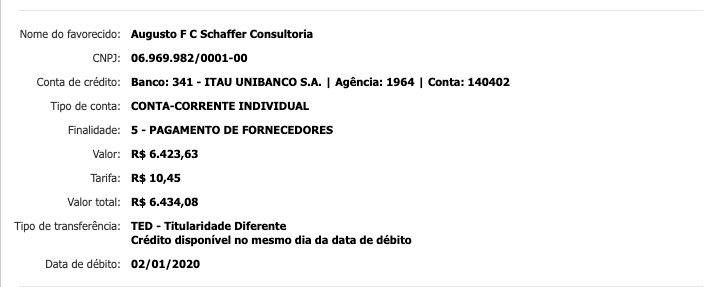 Nome do favorecido: Augusto F C Schaffer Consultoria
CNPJ: 06.969.982/0001-00
Conta de crédito: Banco: 341 - ITAU UNIBANCO S.A. | Agência: 1964 | Conta: 140402
Tipo de conta: CONTA-CORRENTE INDIVIDUAL
Finalidade: 5 - PAGAMENTO DE FORNECEDORES
Valor: R$ 6.423,63
Tarifa: R$ 10,45
Valor total: R$ 6.434,08
Tipo de transferência: TED - Titularidade Diferente
Crédito disponível no mesmo dia da data de débito
Data de débito: 02/01/2020